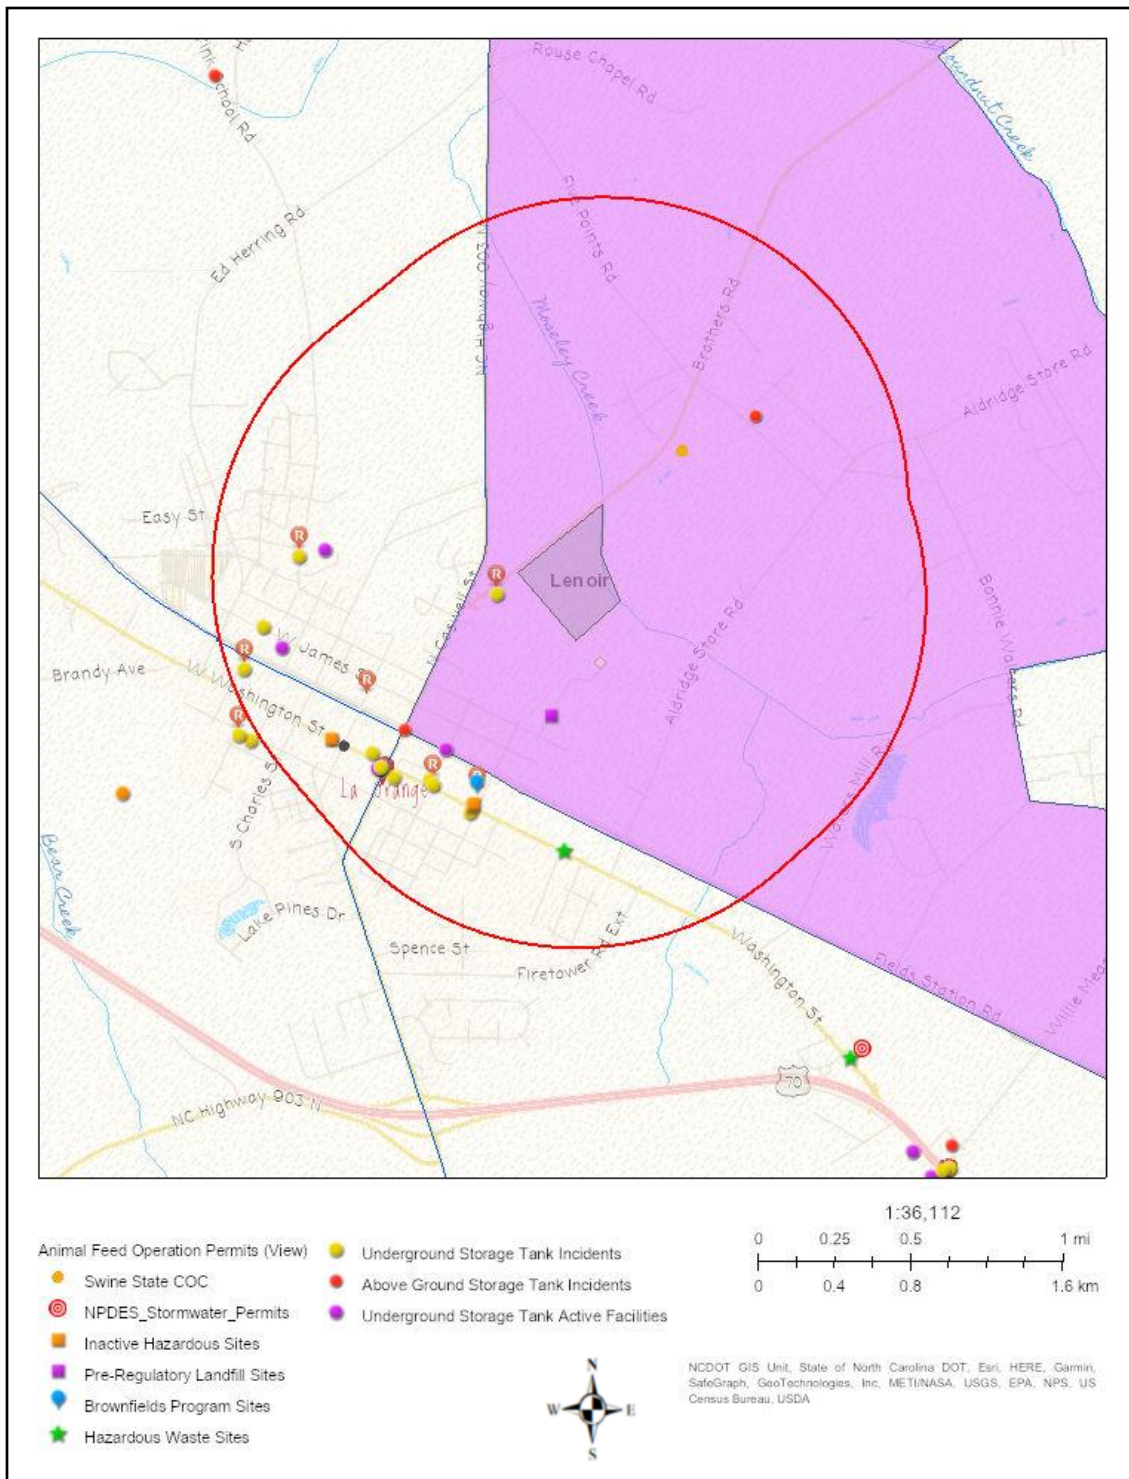 Rouse Chapel Rd
Ed Herring Rd
Five Points Rd
NC Highway 903 N
Moseley Creek
Brothers Rd
Aldridge Store Rd
Easy St
Lenoir
N Caswell St
Bonnie Walters Rd
W James St
Brandy Ave
W Washington St
Aldridge Store Rd
La Grange
S Charles S
Walters Mill R
Bear Creek
Lake Pines Dr
Spence St
Firetower Rd Ext
Washington St
Fields Station Rd
70
NC Highway 903 N
R
R
R
R
R
R
1:36,112
0 0.25 0.5 1 mi
0 0.4 0.8 1.6 km
Animal Feed Operation Permits (View)
Swine State COC
NPDES_Stormwater_Permits
Inactive Hazardous Sites
Pre-Regulatory Landfill Sites
Brownfields Program Sites
Hazardous Waste Sites
Underground Storage Tank Incidents
Above Ground Storage Tank Incidents
Underground Storage Tank Active Facilities
N
W E
S
NCDOT GIS Unit, State of North Carolina DOT, Esri, HERE, Garmin,
SafeGraph, GeoTechnologies, Inc, METI/NASA, USGS, EPA, NPS, US
Census Bureau, USDA